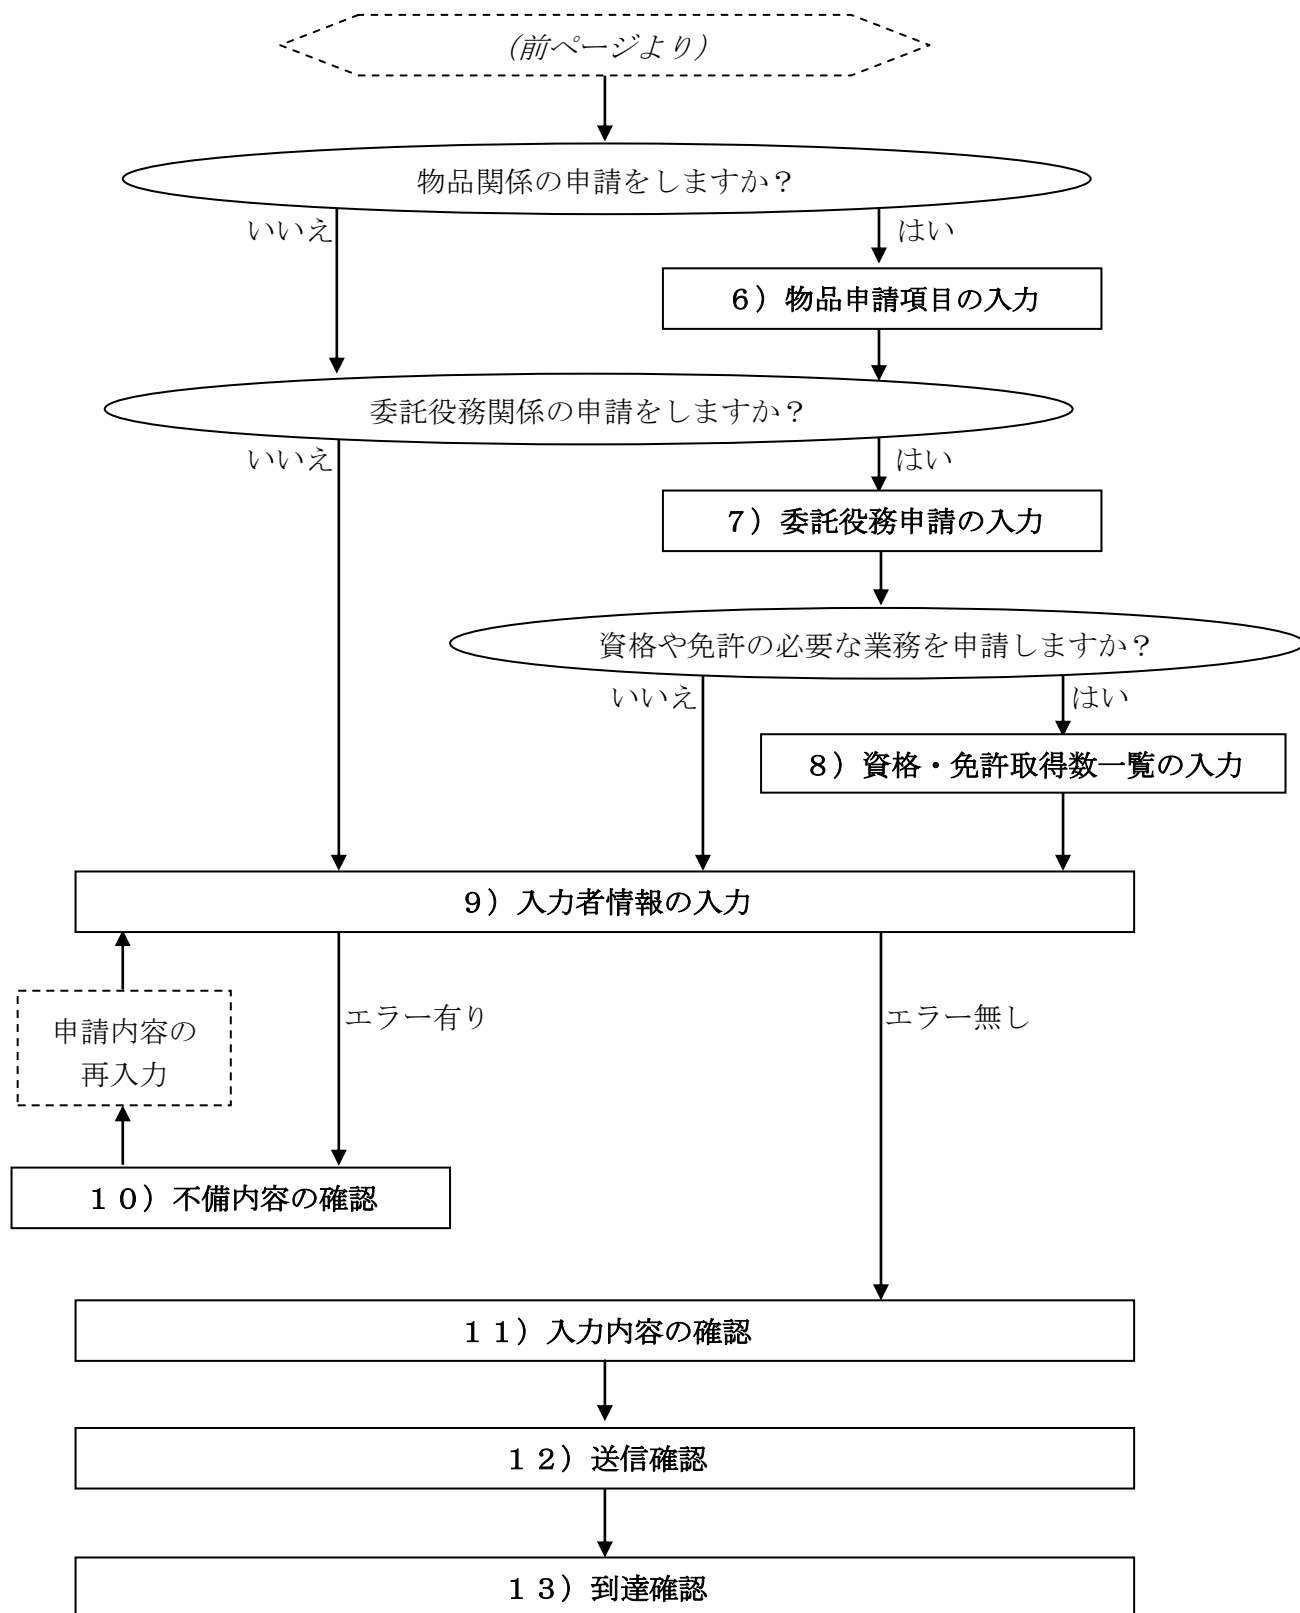 (前ページより)
物品関係の申請をしますか？
いいえ
はい
６）物品申請項目の入力
委託役務関係の申請をしますか？
いいえ
はい
７）委託役務申請の入力
資格や免許の必要な業務を申請しますか？
いいえ
はい
８）資格・免許取得数一覧の入力
９）入力者情報の入力
エラー有り
エラー無し
申請内容の
再入力
１０）不備内容の確認
１１）入力内容の確認
１２）送信確認
１３）到達確認